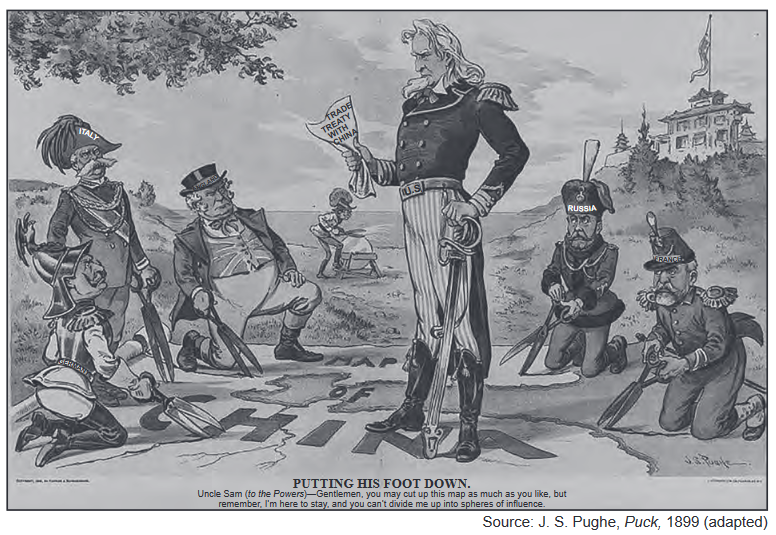 ITALY
TRADE
TREATY
WITH
CHINA
U.S.
RUSSIA
FRANCE
GERMANY
MAP
OF
CHINA
J. S. Pughe
PUTTING HIS FOOT DOWN.
Uncle Sam (to the Powers)—Gentlemen, you may cut up this map as much as you like, but
remember, I'm here to stay, and you can't divide me up into spheres of influence.
Source: J. S. Pughe, Puck, 1899 (adapted)